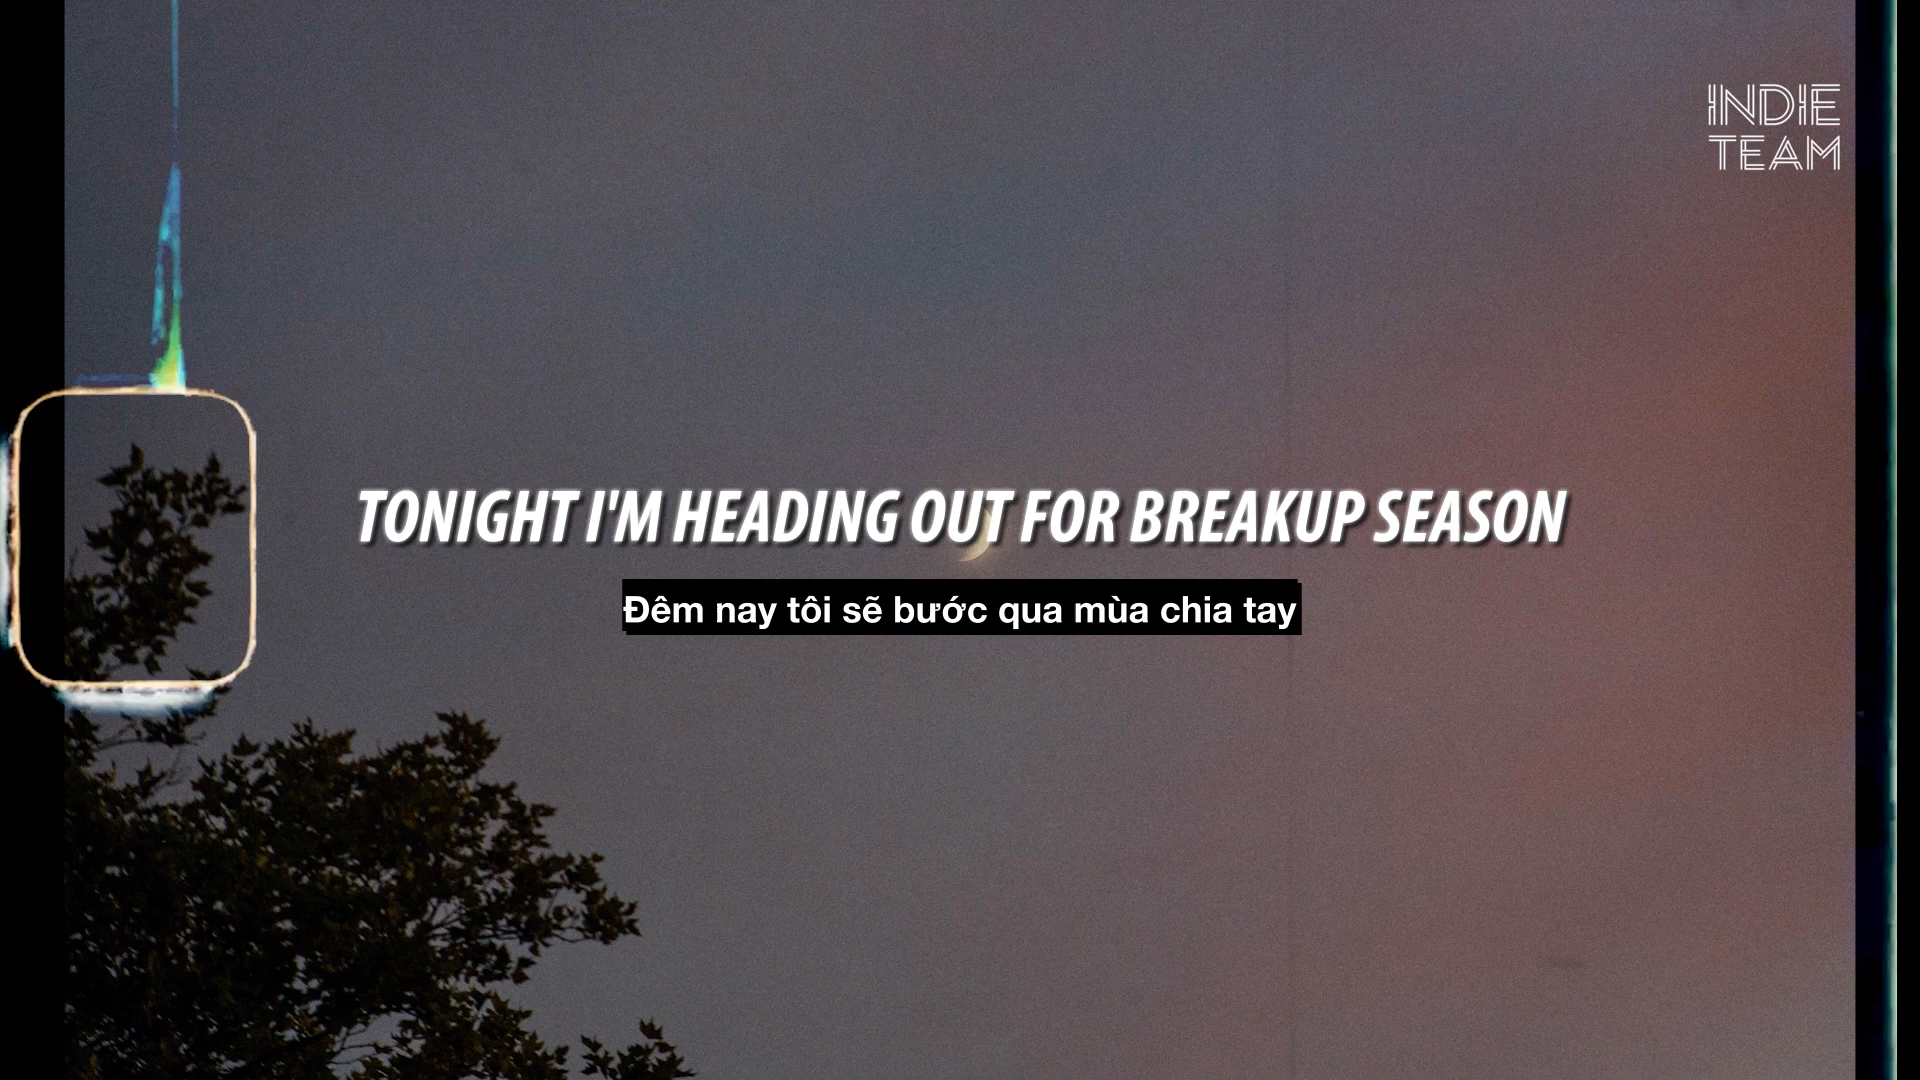 INDIE
TEAM
TONIGHT I'M HEADING OUT FOR BREAKUP SEASON
Đêm nay tôi sẽ bước qua mùa chia tay